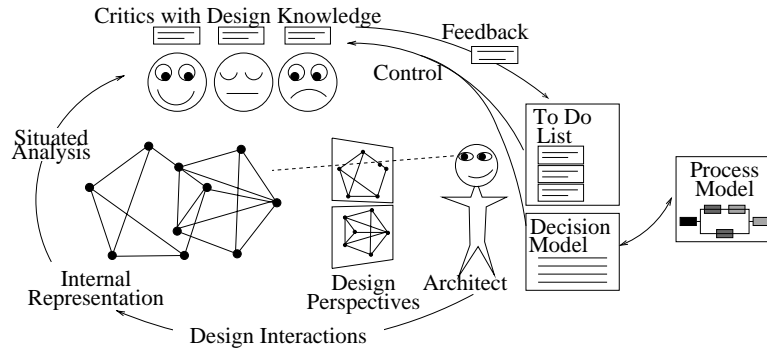 Critics with Design Knowledge
Feedback
Control
To Do
List
Situated
Analysis
Process
Model
Decision
Model
Internal
Representation
Design
Perspectives
Architect
Design Interactions